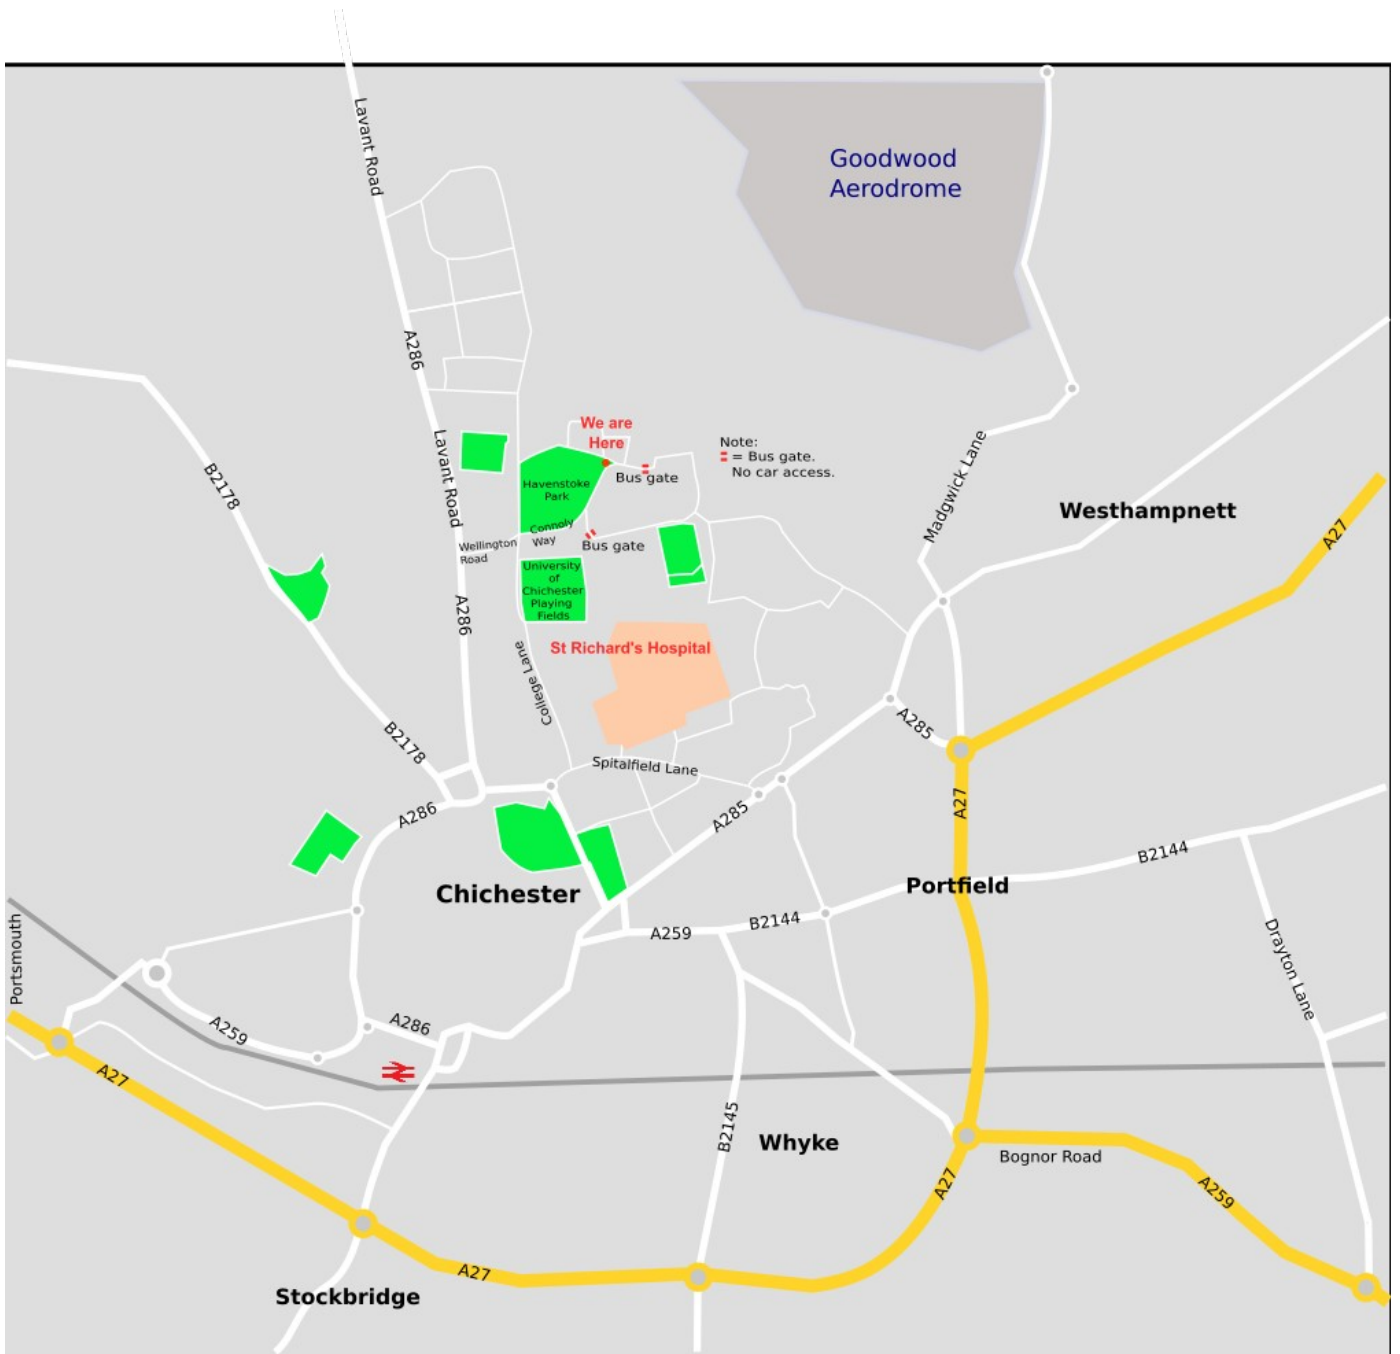 Lavant Road
Goodwood
Aerodrome
A286
We are
Here
Note:
= Bus gate.
No car access.
Lavant Road
Madgwick Lane
B2178
Havenstoke
Park
Bus gate
Westhampnett
A27
Connoly
Way
Wellington
Road
Bus gate
University
of
Chichester
Playing
Fields
A286
St Richard's Hospital
College Lane
A285
B2178
Spitalfield Lane
A286
A285
A27
B2144
Chichester
Portfield
B2144
A259
Portsmouth
Drayton Lane
A259
A286
A27
B2145
Whyke
Bognor Road
A27
A259
A27
Stockbridge